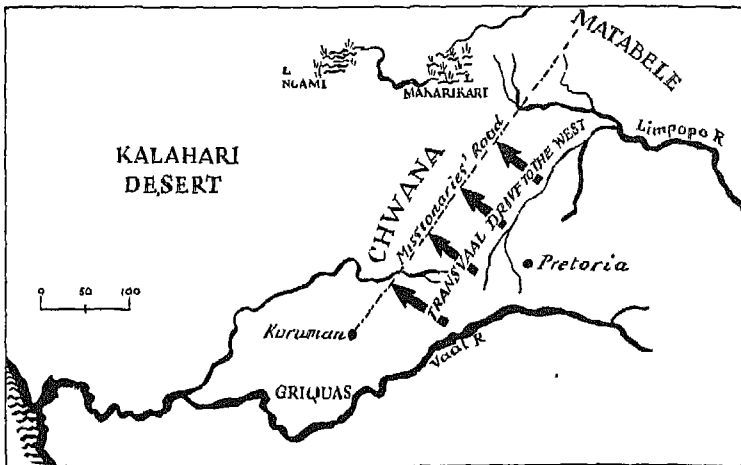 MATABELE
L.
NGAMI
L
MAKARIKARI
Limpopo R
KALAHARI
DESERT
CHWANA
Missionaries' Road
TRANSVAAL DRIVE TO THE WEST
Pretoria
0 50 100
Kuruman
Vaal R
GRIQUAS